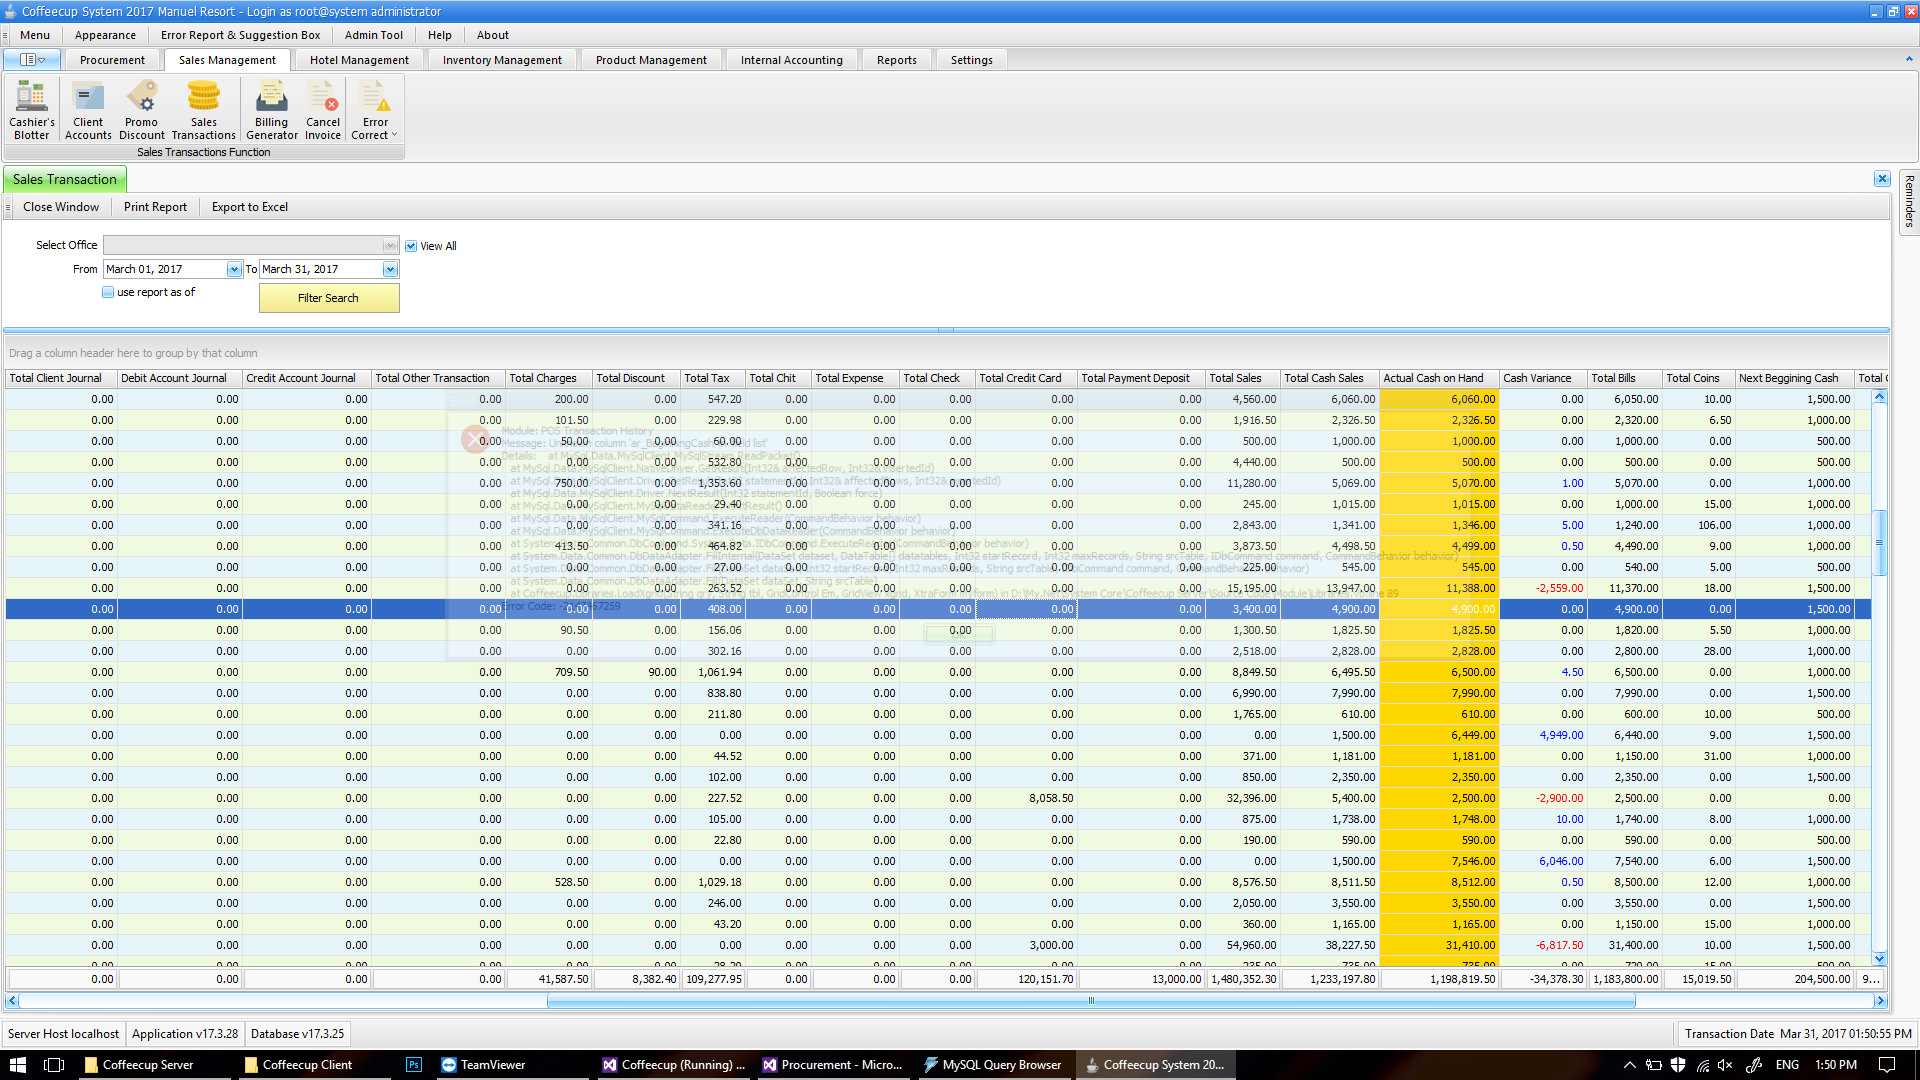 Coffeecup System 2017 Manuel Resort - Login as root@system administrator
Menu Appearance Error Report & Suggestion Box Admin Tool Help About
Procurement Sales Management Hotel Management Inventory Management Product Management Internal Accounting Reports Settings
Cashier's Blotter Client Accounts Promo Discount Sales Transactions Billing Generator Cancel Invoice Error Correct
Sales Transactions Function
Sales Transaction
Reminders
Close Window Print Report Export to Excel
Select Office View All
From March 01, 2017 To March 31, 2017
use report as of Filter Search
Drag a column header here to group by that column
Total Client Journal Debit Account Journal Credit Account Journal Total Other Transaction Total Charges Total Discount Total Tax Total Chit Total Expense Total Check Total Credit Card Total Payment Deposit Total Sales Total Cash Sales Actual Cash on Hand Cash Variance Total Bills Total Coins Next Beggining Cash Total
0.00 0.00 0.00 0.00 200.00 0.00 547.20 0.00 0.00 0.00 0.00 0.00 4,560.00 6,060.00 6,060.00 0.00 6,050.00 10.00 1,500.00
0.00 0.00 0.00 0.00 101.50 0.00 229.98 0.00 0.00 0.00 0.00 0.00 1,916.50 2,326.50 2,326.50 0.00 2,320.00 6.50 1,000.00
Module: POS Transaction History
0.00 0.00 0.00 0.00 50.00 0.00 60.00 0.00 0.00 0.00 0.00 0.00 500.00 1,000.00 1,000.00 0.00 1,000.00 0.00 500.00
0.00 0.00 0.00 0.00 0.00 0.00 532.80 0.00 0.00 0.00 0.00 0.00 4,440.00 500.00 500.00 0.00 500.00 0.00 500.00
0.00 0.00 0.00 0.00 750.00 0.00 1,353.60 0.00 0.00 0.00 0.00 0.00 11,280.00 5,069.00 5,070.00 1.00 5,070.00 0.00 1,000.00
0.00 0.00 0.00 0.00 0.00 0.00 29.40 0.00 0.00 0.00 0.00 0.00 245.00 1,015.00 1,015.00 0.00 1,000.00 15.00 1,000.00
0.00 0.00 0.00 0.00 0.00 0.00 341.16 0.00 0.00 0.00 0.00 0.00 2,843.00 1,341.00 1,346.00 5.00 1,240.00 106.00 1,000.00
0.00 0.00 0.00 0.00 413.50 0.00 464.82 0.00 0.00 0.00 0.00 0.00 3,873.50 4,498.50 4,499.00 0.50 4,490.00 9.00 1,000.00
0.00 0.00 0.00 0.00 0.00 0.00 27.00 0.00 0.00 0.00 0.00 0.00 225.00 545.00 545.00 0.00 540.00 5.00 500.00
0.00 0.00 0.00 0.00 0.00 0.00 263.52 0.00 0.00 0.00 0.00 0.00 15,195.00 13,947.00 11,388.00 -2,559.00 11,370.00 18.00 1,500.00
0.00 0.00 0.00 0.00 0.00 0.00 408.00 0.00 0.00 0.00 0.00 0.00 3,400.00 4,900.00 4,900.00 0.00 4,900.00 0.00 1,500.00
0.00 0.00 0.00 0.00 90.50 0.00 156.06 0.00 0.00 0.00 0.00 0.00 1,300.50 1,825.50 1,825.50 0.00 1,820.00 5.50 1,000.00
0.00 0.00 0.00 0.00 0.00 0.00 302.16 0.00 0.00 0.00 0.00 0.00 2,518.00 2,828.00 2,828.00 0.00 2,800.00 28.00 1,000.00
0.00 0.00 0.00 0.00 709.50 90.00 1,061.94 0.00 0.00 0.00 0.00 0.00 8,849.50 6,495.50 6,500.00 4.50 6,500.00 0.00 1,000.00
0.00 0.00 0.00 0.00 0.00 0.00 838.80 0.00 0.00 0.00 0.00 0.00 6,990.00 7,990.00 7,990.00 0.00 7,990.00 0.00 1,500.00
0.00 0.00 0.00 0.00 0.00 0.00 211.80 0.00 0.00 0.00 0.00 0.00 1,765.00 610.00 610.00 0.00 600.00 10.00 500.00
0.00 0.00 0.00 0.00 0.00 0.00 0.00 0.00 0.00 0.00 0.00 0.00 0.00 1,500.00 6,449.00 4,949.00 6,440.00 9.00 1,500.00
0.00 0.00 0.00 0.00 0.00 0.00 44.52 0.00 0.00 0.00 0.00 0.00 371.00 1,181.00 1,181.00 0.00 1,150.00 31.00 1,000.00
0.00 0.00 0.00 0.00 0.00 0.00 102.00 0.00 0.00 0.00 0.00 0.00 850.00 2,350.00 2,350.00 0.00 2,350.00 0.00 1,500.00
0.00 0.00 0.00 0.00 0.00 0.00 227.52 0.00 0.00 0.00 8,058.50 0.00 32,396.00 5,400.00 2,500.00 -2,900.00 2,500.00 0.00 0.00
0.00 0.00 0.00 0.00 0.00 0.00 105.00 0.00 0.00 0.00 0.00 0.00 875.00 1,738.00 1,748.00 10.00 1,740.00 8.00 1,000.00
0.00 0.00 0.00 0.00 0.00 0.00 22.80 0.00 0.00 0.00 0.00 0.00 190.00 590.00 590.00 0.00 590.00 0.00 500.00
0.00 0.00 0.00 0.00 0.00 0.00 0.00 0.00 0.00 0.00 0.00 0.00 0.00 1,500.00 7,546.00 6,046.00 7,540.00 6.00 1,500.00
0.00 0.00 0.00 0.00 528.50 0.00 1,029.18 0.00 0.00 0.00 0.00 0.00 8,576.50 8,511.50 8,512.00 0.50 8,500.00 12.00 1,000.00
0.00 0.00 0.00 0.00 0.00 0.00 246.00 0.00 0.00 0.00 0.00 0.00 2,050.00 3,550.00 3,550.00 0.00 3,550.00 0.00 1,500.00
0.00 0.00 0.00 0.00 0.00 0.00 43.20 0.00 0.00 0.00 0.00 0.00 360.00 1,165.00 1,165.00 0.00 1,150.00 15.00 1,000.00
0.00 0.00 0.00 0.00 0.00 0.00 0.00 0.00 0.00 0.00 3,000.00 0.00 54,960.00 38,227.50 31,410.00 -6,817.50 31,400.00 10.00 1,500.00
0.00 0.00 0.00 0.00 41,587.50 8,382.40 109,277.95 0.00 0.00 0.00 120,151.70 13,000.00 1,480,352.30 1,233,197.80 1,198,819.50 -34,378.30 1,183,800.00 15,019.50 204,500.00 9...
Server Host localhost Application v17.3.28 Database v17.3.25 Transaction Date Mar 31, 2017 01:50:55 PM
Coffeecup Server Coffeecup Client Ps TeamViewer Coffeecup (Running) ... Procurement - Micro... MySQL Query Browser Coffeecup System 20... ENG 1:50 PM